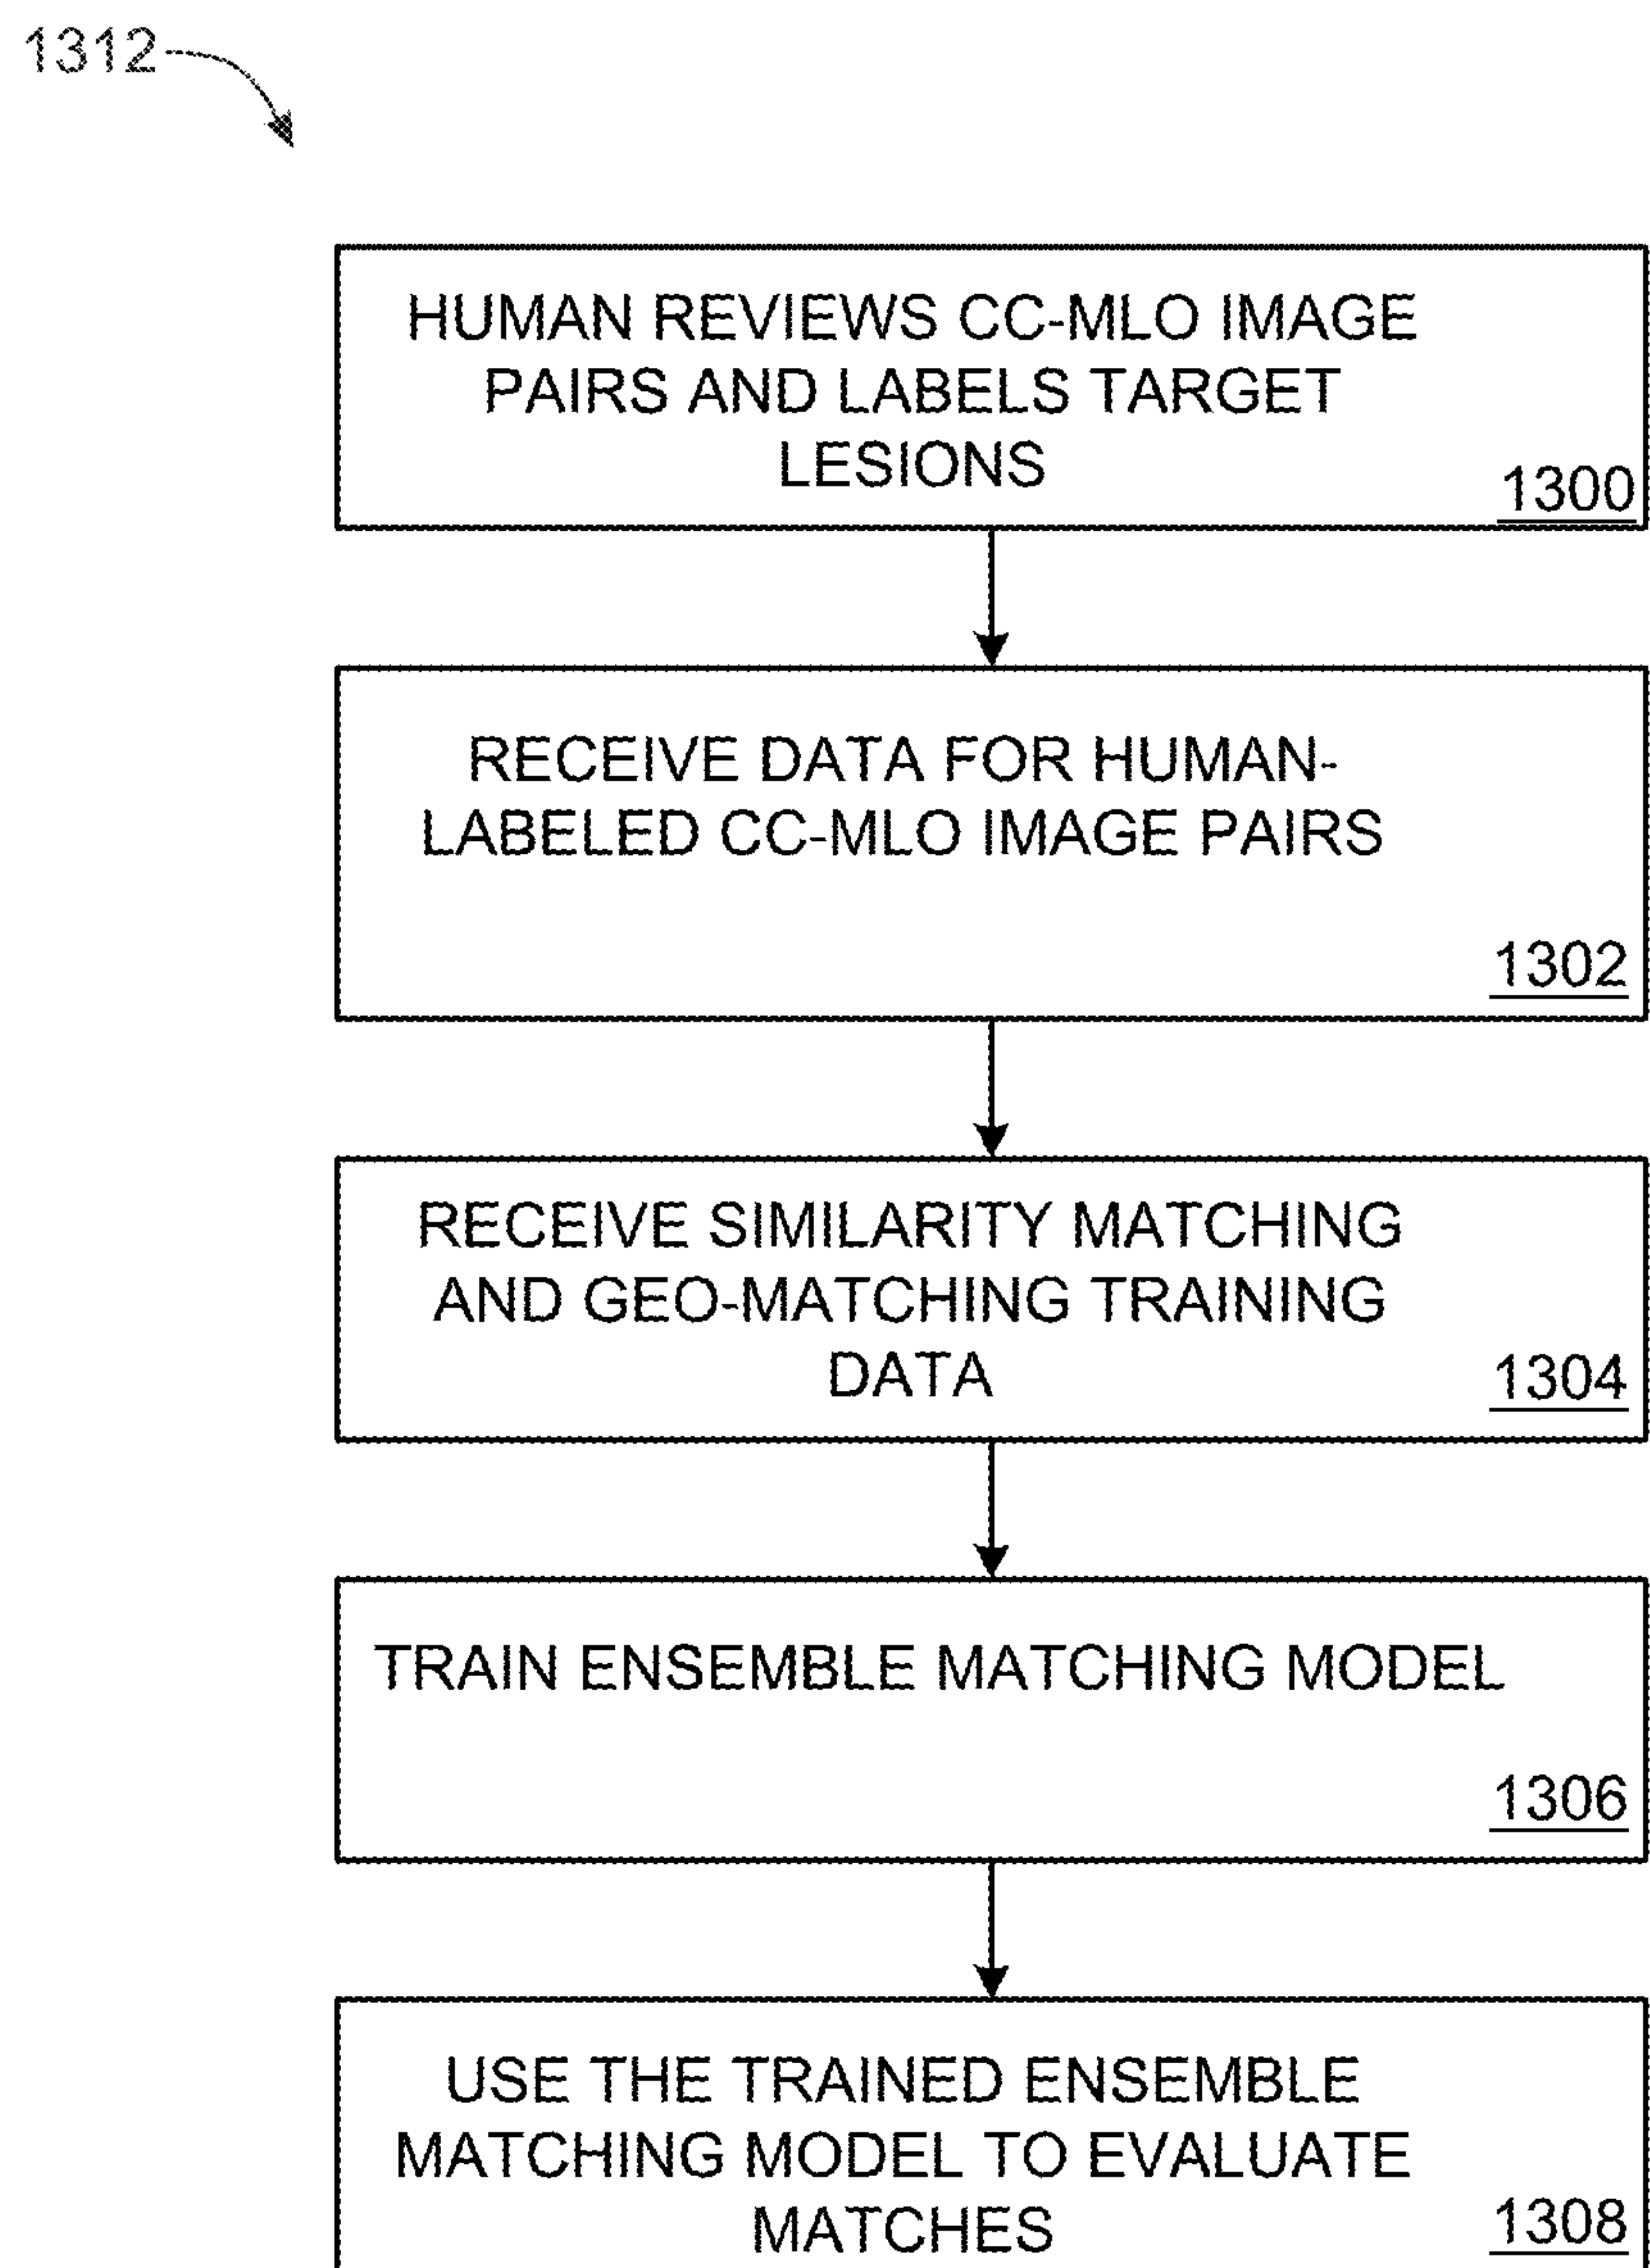 1312
HUMAN REVIEWS CC-MLO IMAGE
PAIRS AND LABELS TARGET
LESIONS
1300
RECEIVE DATA FOR HUMAN-
LABELED CC-MLO IMAGE PAIRS
1302
RECEIVE SIMILARITY MATCHING
AND GEO-MATCHING TRAINING
DATA
1304
TRAIN ENSEMBLE MATCHING MODEL
1306
USE THE TRAINED ENSEMBLE
MATCHING MODEL TO EVALUATE
MATCHES
1308